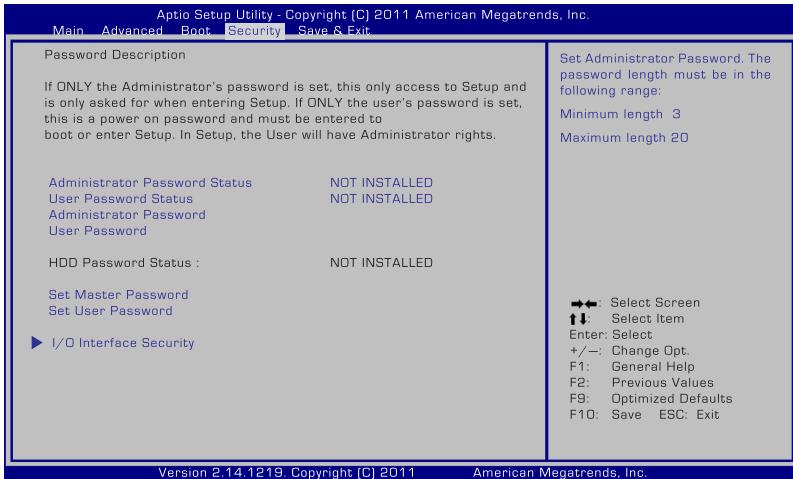 Aptio Setup Utility - Copyright (C) 2011 American Megatrends, Inc.
Main Advanced Boot Security Save & Exit
Password Description
If ONLY the Administrator's password is set, this only access to Setup and
is only asked for when entering Setup. If ONLY the user's password is set,
this is a power on password and must be entered to
boot or enter Setup. In Setup, the User will have Administrator rights.
Administrator Password Status NOT INSTALLED
User Password Status NOT INSTALLED
Administrator Password
User Password
HDD Password Status : NOT INSTALLED
Set Master Password
Set User Password
I/O Interface Security
Set Administrator Password. The
password length must be in the
following range:
Minimum length 3
Maximum length 20
→←: Select Screen
↑↓: Select Item
Enter: Select
+/—: Change Opt.
F1: General Help
F2: Previous Values
F9: Optimized Defaults
F10: Save ESC: Exit
Version 2.14.1219. Copyright (C) 2011 American Megatrends, Inc.